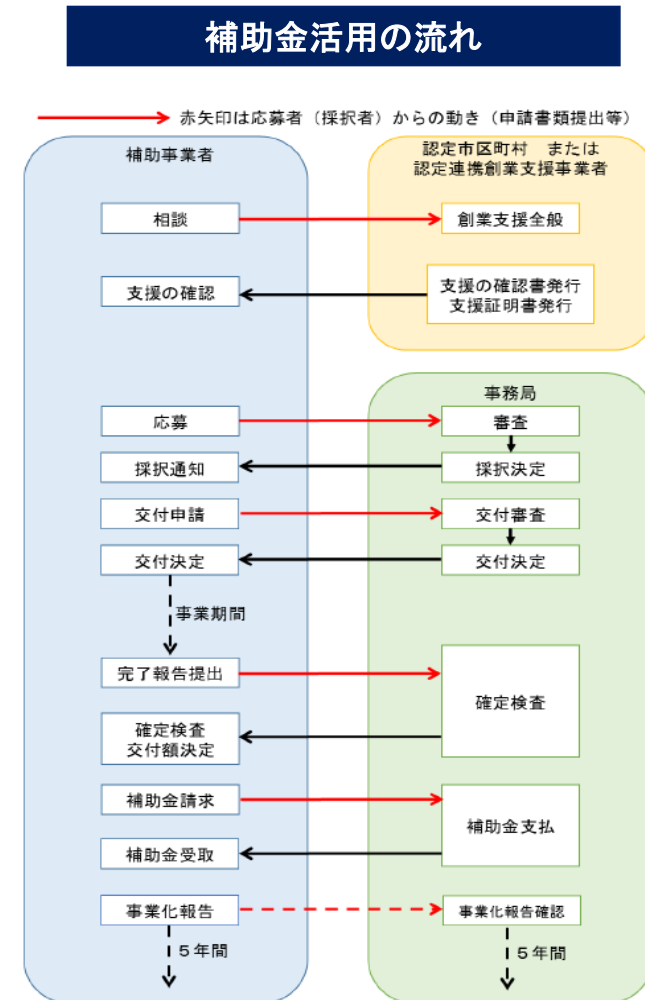 補助金活用の流れ
赤矢印は応募者（採択者）からの動き（申請書類提出等）
補助事業者
認定市区町村　または
認定連携創業支援事業者
相談
創業支援全般
支援の確認
支援の確認書発行
支援証明書発行
事務局
応募
審査
採択通知
採択決定
交付申請
交付審査
交付決定
交付決定
事業期間
完了報告提出
確定検査
確定検査
交付額決定
補助金請求
補助金支払
補助金受取
事業化報告
事業化報告確認
５年間
５年間